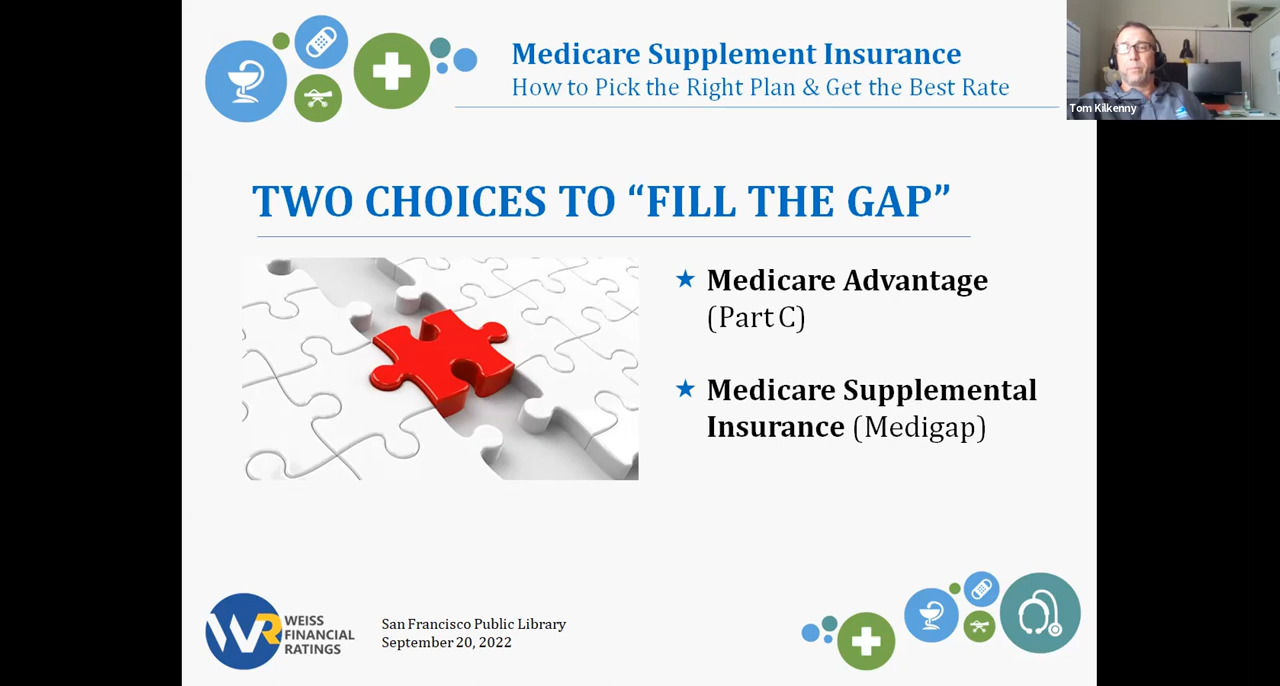 Medicare Supplement Insurance
How to Pick the Right Plan & Get the Best Rate
Tom Kilkenny
TWO CHOICES TO “FILL THE GAP”
★ Medicare Advantage
(Part C)
★ Medicare Supplemental
Insurance (Medigap)
WR
WEISS
FINANCIAL
RATINGS
San Francisco Public Library
September 20, 2022